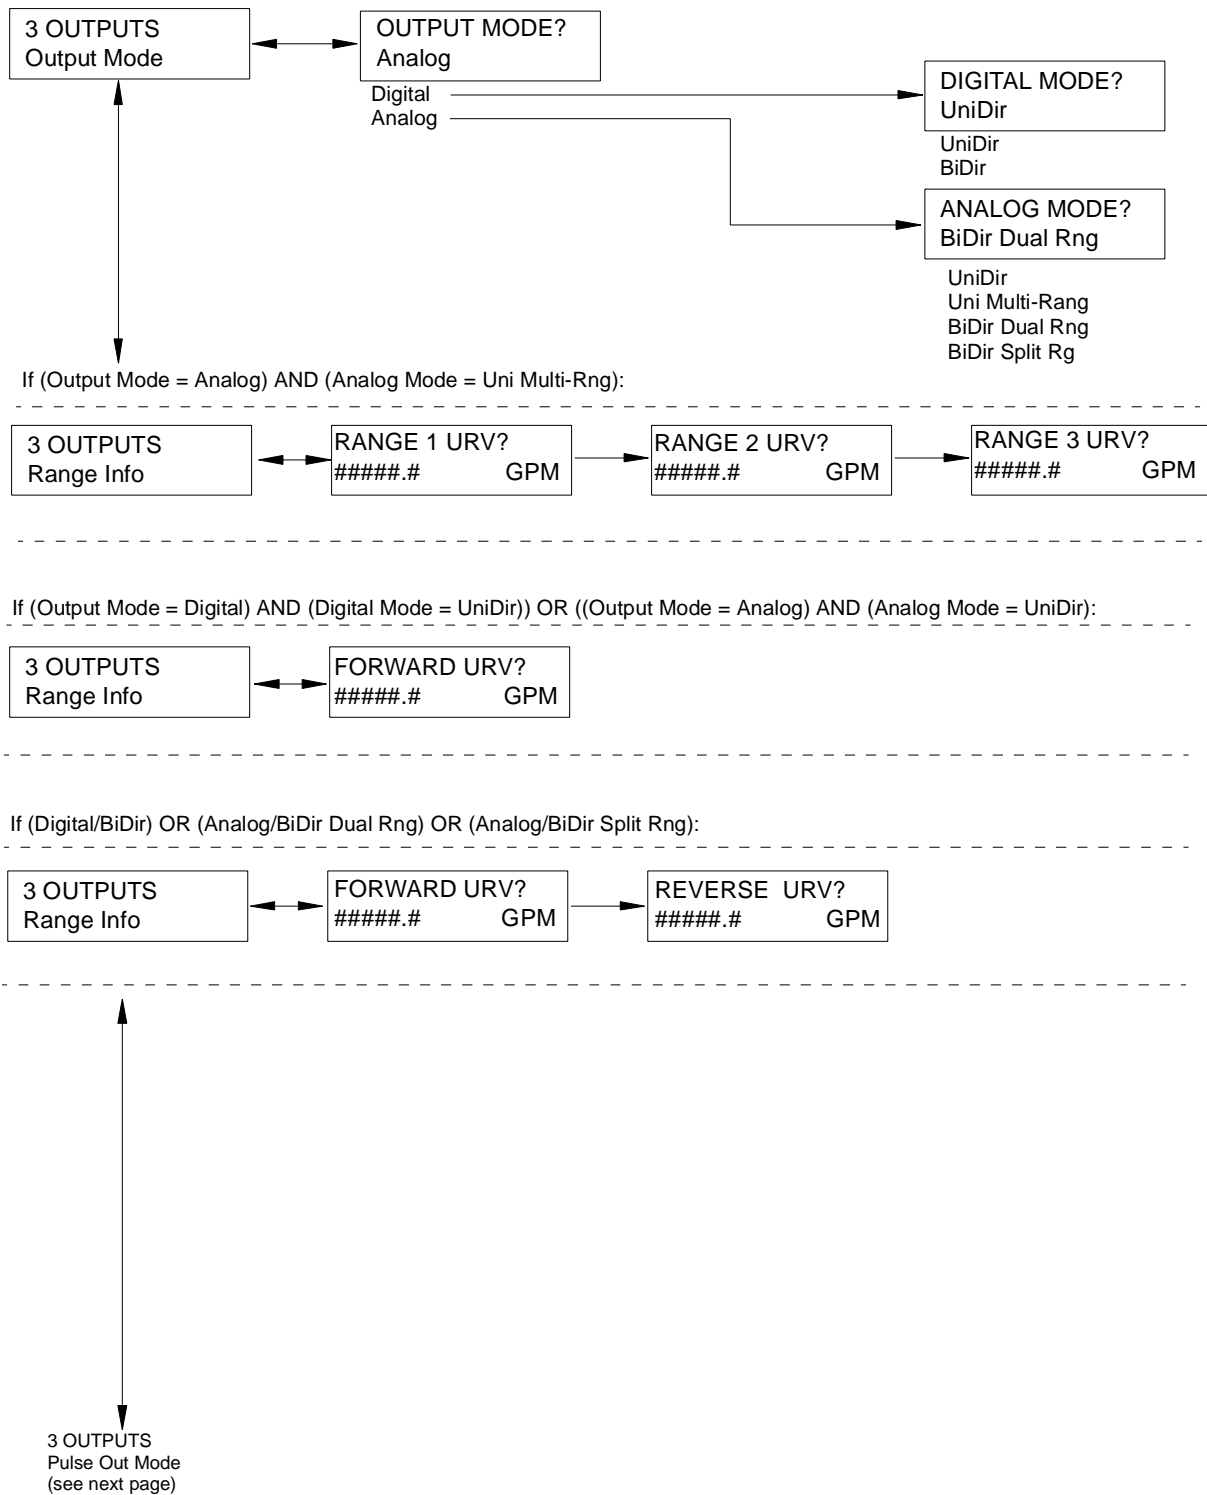 3 OUTPUTS
Output Mode
OUTPUT MODE?
Analog
Digital
Analog
DIGITAL MODE?
UniDir
UniDir
BiDir
ANALOG MODE?
BiDir Dual Rng
UniDir
Uni Multi-Rang
BiDir Dual Rng
BiDir Split Rg
If (Output Mode = Analog) AND (Analog Mode = Uni Multi-Rng):
3 OUTPUTS
Range Info
RANGE 1 URV?
#####.# GPM
RANGE 2 URV?
#####.# GPM
RANGE 3 URV?
#####.# GPM
If (Output Mode = Digital) AND (Digital Mode = UniDir)) OR ((Output Mode = Analog) AND (Analog Mode = UniDir):
3 OUTPUTS
Range Info
FORWARD URV?
#####.# GPM
If (Digital/BiDir) OR (Analog/BiDir Dual Rng) OR (Analog/BiDir Split Rng):
3 OUTPUTS
Range Info
FORWARD URV?
#####.# GPM
REVERSE URV?
#####.# GPM
3 OUTPUTS
Pulse Out Mode
(see next page)